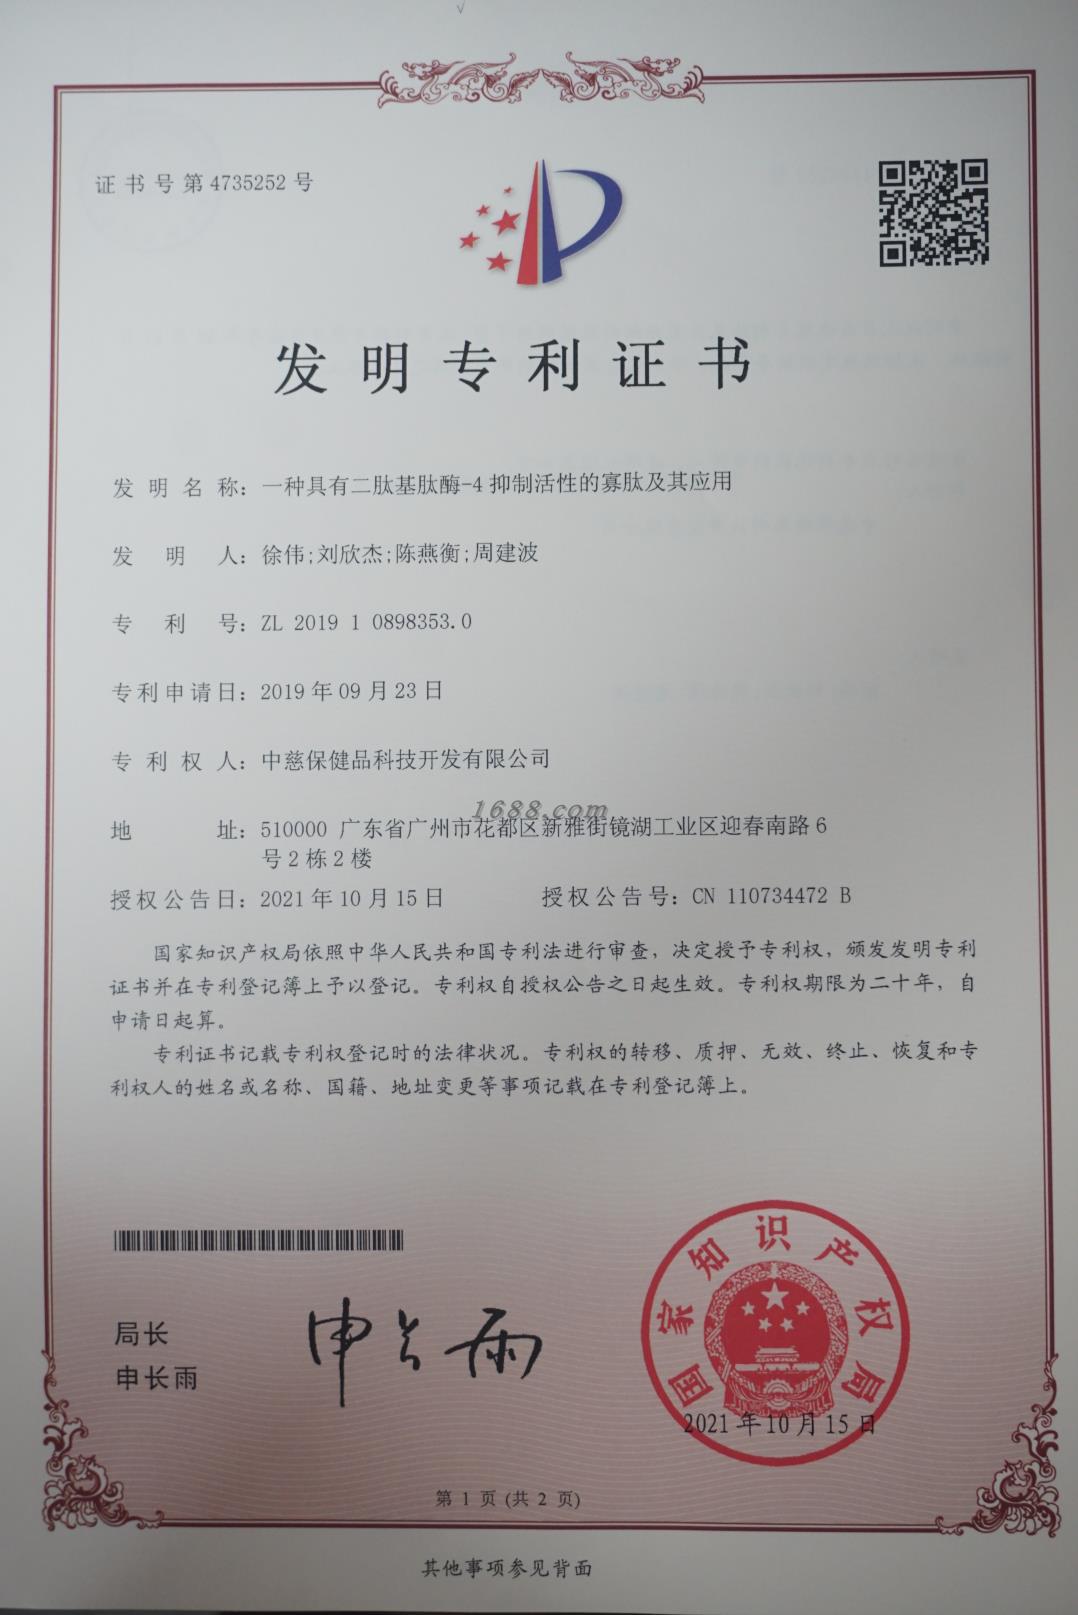 证书号第4735252号
发明专利证书
发明名称：一种具有二肽基肽酶-4抑制活性的寡肽及其应用
发明人：徐伟;刘欣杰;陈燕衡;周建波
专利号：ZL 2019 1 0898353.0
专利申请日：2019年09月23日
专利权人：中慈保健品科技开发有限公司
1688.com
地址：510000 广东省广州市花都区新雅街镜湖工业区迎春南路6
号2栋2楼
授权公告日：2021年10月15日 授权公告号：CN 110734472 B
国家知识产权局依照中华人民共和国专利法进行审查，决定授予专利权，颁发发明专利
证书并在专利登记簿上予以登记。专利权自授权公告之日起生效。专利权期限为二十年，自
申请日起算。
专利证书记载专利权登记时的法律状况。专利权的转移、质押、无效、终止、恢复和专
利权人的姓名或名称、国籍、地址变更等事项记载在专利登记簿上。
局长
申长雨
申长雨
国家知识产权局
2021年10月15日
第 1 页 (共 2 页)
其他事项参见背面